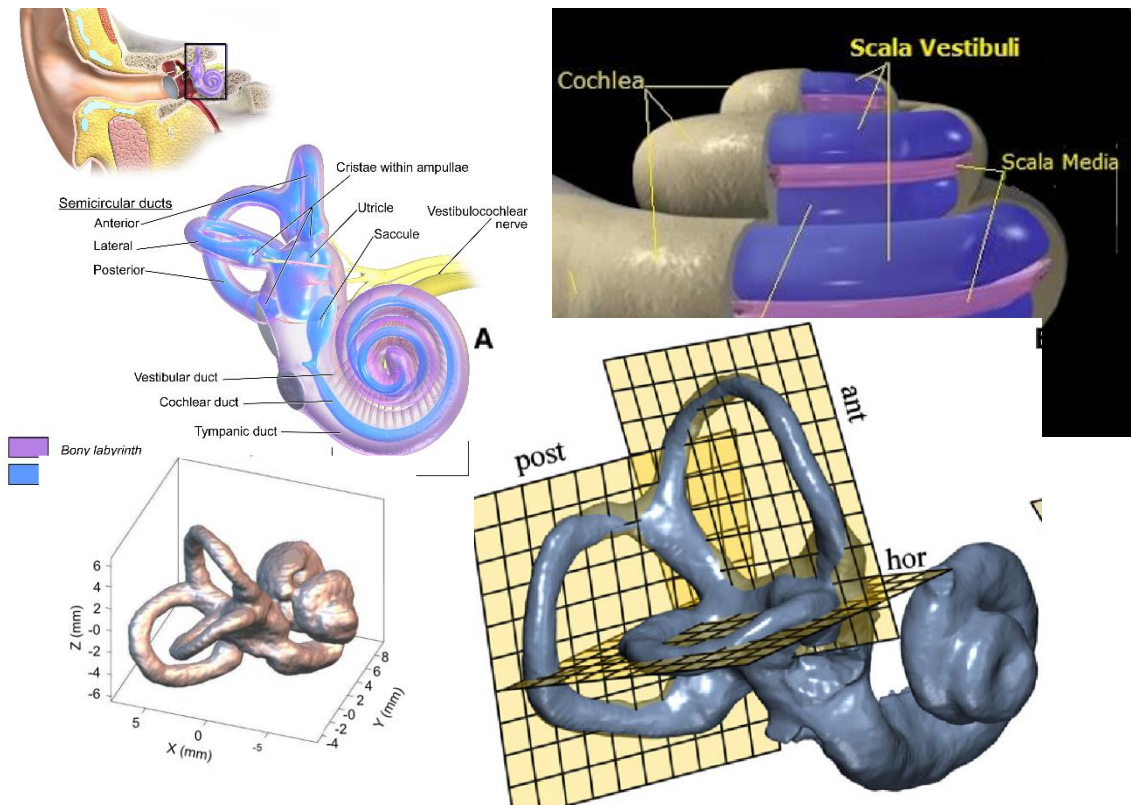 Semicircular ducts
Anterior
Lateral
Posterior
Cristae within ampullae
Utricle
Saccule
Vestibulocochlear
nerve
Vestibular duct
Cochlear duct
Tympanic duct
Bony labyrinth
Scala Vestibuli
Cochlea
Scala Media
A
post
ant
hor
6
4
2
-0
-2
-4
-6
Z (mm)
5
0
-5
X (mm)
8
6
4
2
0
-2
-4
Y (mm)